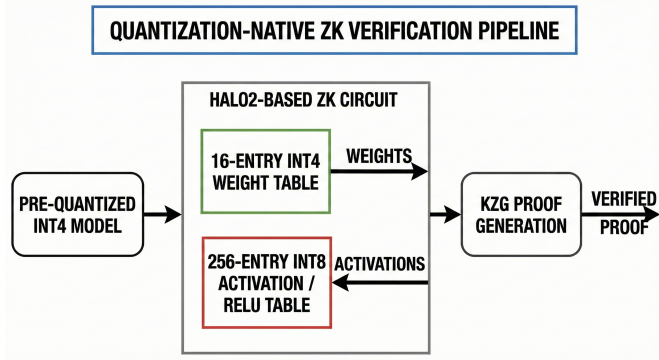 QUANTIZATION-NATIVE ZK VERIFICATION PIPELINE
HALO2-BASED ZK CIRCUIT
PRE-QUANTIZED
INT4 MODEL
16-ENTRY INT4
WEIGHT TABLE
WEIGHTS
256-ENTRY INT8
ACTIVATION /
RELU TABLE
ACTIVATIONS
KZG PROOF
GENERATION
VERIFIED
PROOF